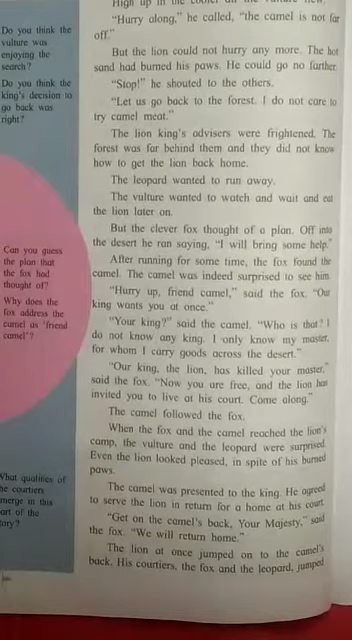 High up in the cooler air the vulture flew.
"Hurry along," he called, "the camel is not far
off."
But the lion could not hurry any more. The hot
sand had burned his paws. He could go no farther.
"Stop!" he shouted to the others.
"Let us go back to the forest. I do not care to
try camel meat."
The lion king's advisers were frightened. The
forest was far behind them and they did not know
how to get the lion back home.
The leopard wanted to run away.
The vulture wanted to watch and wait and eat
the lion later on.
But the clever fox thought of a plan. Off into
the desert he ran saying, "I will bring some help."
After running for some time, the fox found the
camel. The camel was indeed surprised to see him.
"Hurry up, friend camel," said the fox. "Our
king wants you at once."
"Your king?" said the camel, "Who is that? I
do not know any king. I only know my master,
for whom I carry goods across the desert."
"Our king, the lion, has killed your master,"
said the fox. "Now you are free, and the lion has
invited you to live at his court. Come along."
The camel followed the fox.
When the fox and the camel reached the lion's
camp, the vulture and the leopard were surprised.
Even the lion looked pleased, in spite of his burned
paws.
The camel was presented to the king. He agreed
to serve the lion in return for a home at his court.
"Get on the camel's back, Your Majesty," said
the fox. "We will return home."
The lion at once jumped on to the camel's
back. His courtiers, the fox and the leopard, jumped
Do you think the
vulture was
enjoying the
search?
Do you think the
king's decision to
go back was
right?
Can you guess
the plan that
the fox had
thought of?
Why does the
fox address the
camel as 'friend
camel'?
What qualities of
he courtiers
merge in this
art of the
tory?